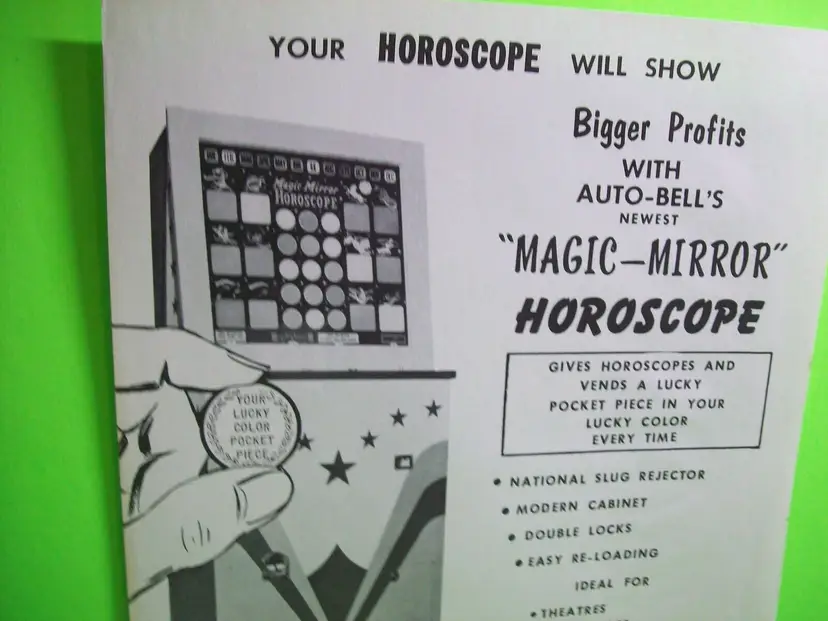 YOUR HOROSCOPE WILL SHOW
Bigger Profits
WITH
AUTO-BELL'S
NEWEST
"MAGIC—MIRROR"
HOROSCOPE
GIVES HOROSCOPES AND
VENDS A LUCKY
POCKET PIECE IN YOUR
LUCKY COLOR
EVERY TIME
• NATIONAL SLUG REJECTOR
• MODERN CABINET
• DOUBLE LOCKS
• EASY RE-LOADING
IDEAL FOR
• THEATRES
Magic Mirror
HOROSCOPE
YOUR
LUCKY
COLOR
POCKET
PIECE